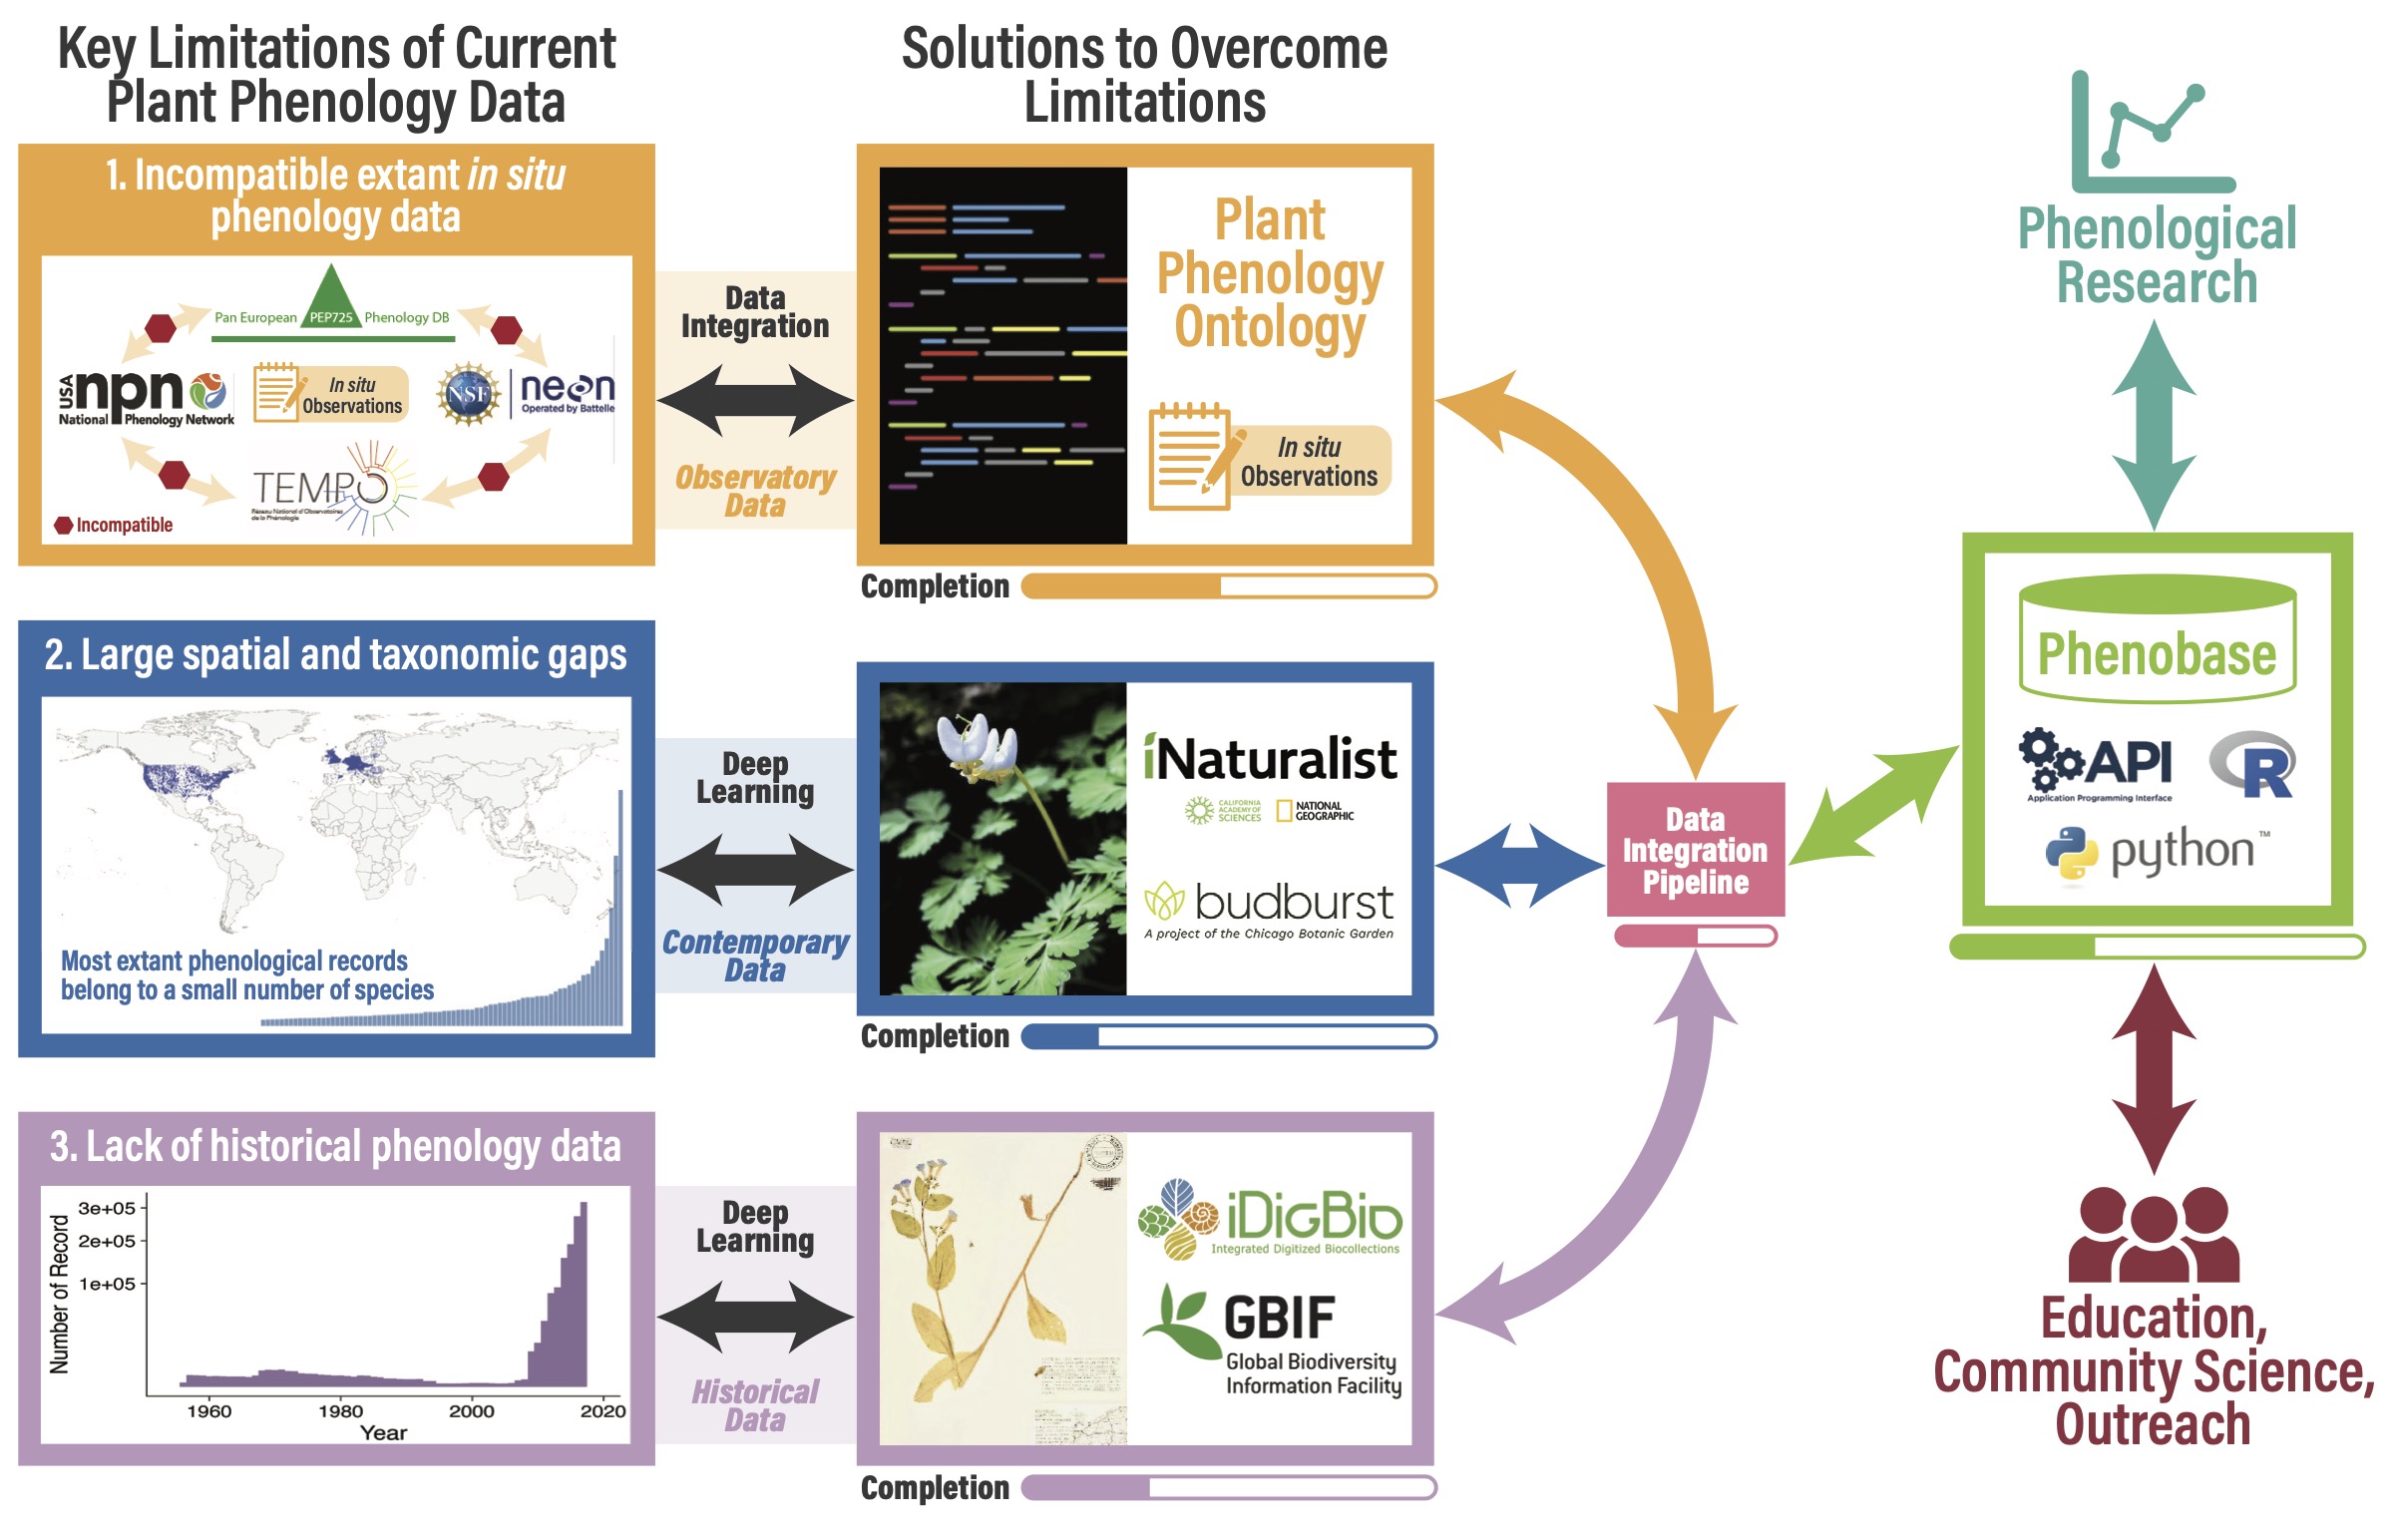 Key Limitations of Current
Plant Phenology Data
Solutions to Overcome
Limitations
1. Incompatible extant in situ
phenology data
Pan European PEP725 Phenology DB
USA npn
National Phenology Network
In situ
Observations
NSF
neon
Operated by Battelle
TEMPO
Réseau National d'Observatoires
de la Phénologie
Incompatible
Data
Integration
Observatory
Data
Plant
Phenology
Ontology
In situ
Observations
Completion
2. Large spatial and taxonomic gaps
Most extant phenological records
belong to a small number of species
Deep
Learning
Contemporary
Data
iNaturalist
CALIFORNIA
ACADEMY OF
SCIENCES
NATIONAL
GEOGRAPHIC
budburst
A project of the Chicago Botanic Garden
Completion
3. Lack of historical phenology data
Number of Record
3e+05
2e+05
1e+05
1960 1980 2000 2020
Year
Deep
Learning
Historical
Data
iDigBio
Integrated Digitized Biocollections
GBIF
Global Biodiversity
Information Facility
Completion
Data
Integration
Pipeline
Phenological
Research
Phenobase
API
Application Programming Interface
R
python™
Education,
Community Science,
Outreach